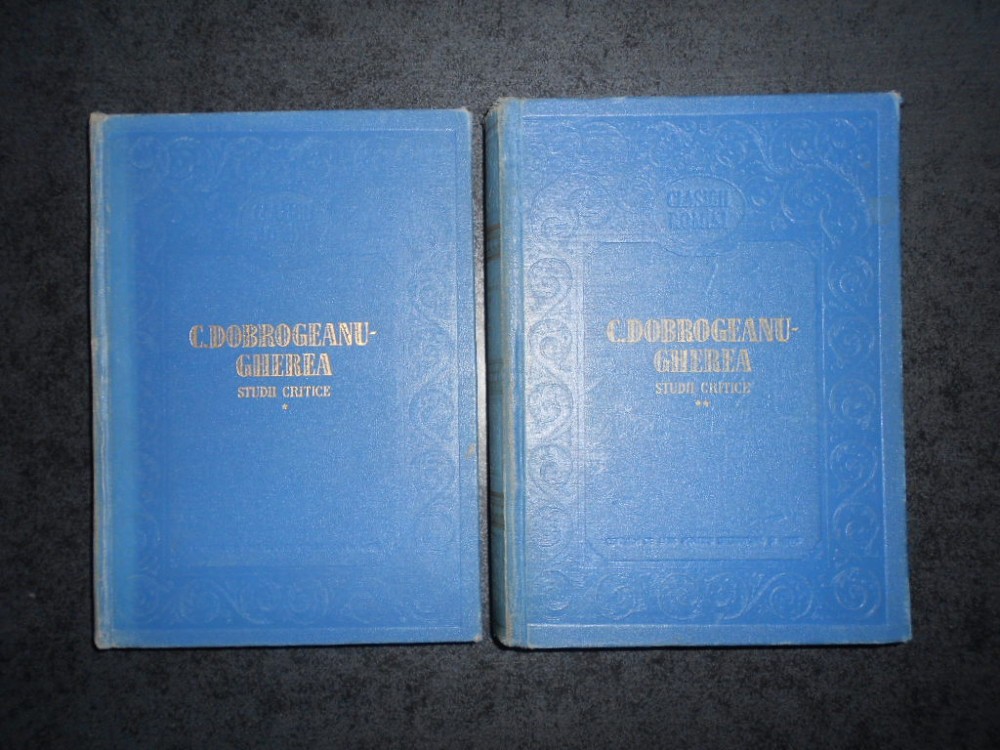 C.DOBROGEANU-
GHEREA
STUDII CRITICE
*
CLASICII
ROMÂNI
C.DOBROGEANU-
GHEREA
STUDII CRITICE
**